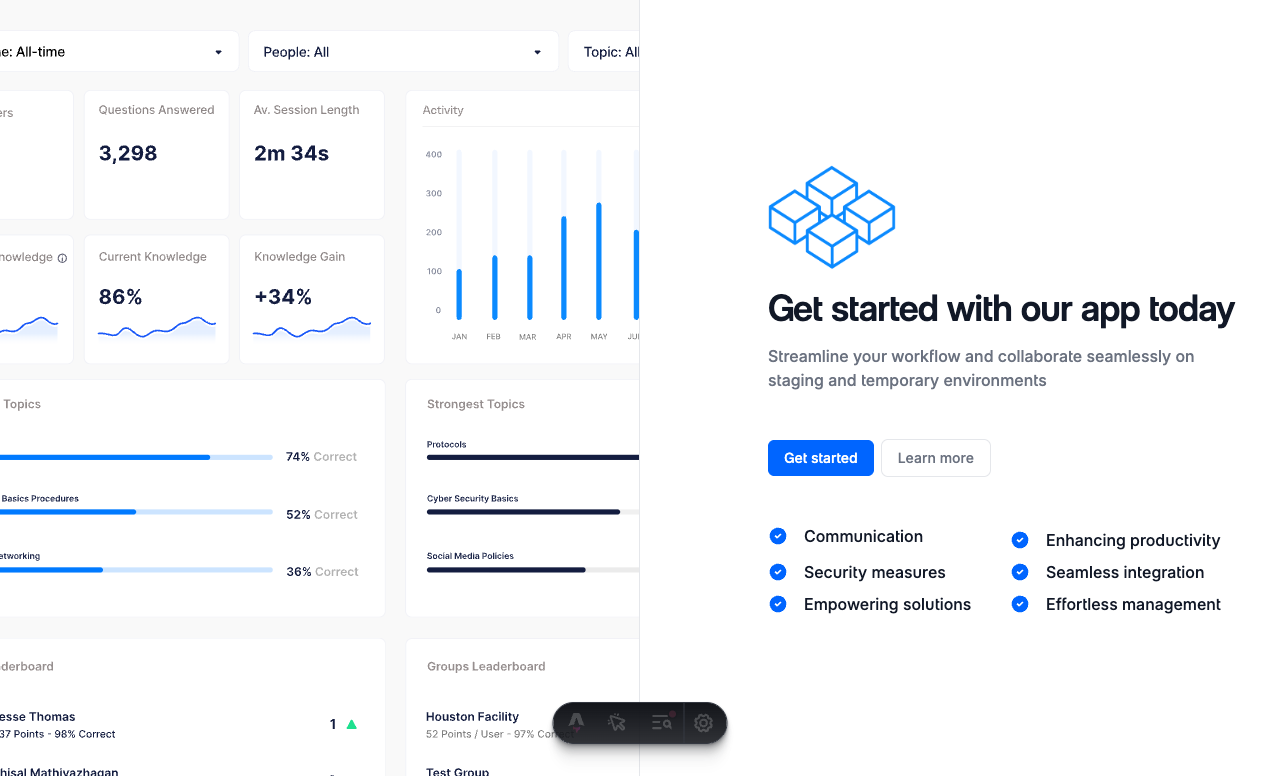 e: All-time
People: All
Topic: All
ers
Questions Answered
3,298
Av. Session Length
2m 34s
Activity
400
300
200
100
0
JAN FEB MAR APR MAY JU
nowledge
Current Knowledge
86%
Knowledge Gain
+34%
Topics
74% Correct
Basics Procedures
52% Correct
etworking
36% Correct
Strongest Topics
Protocols
Cyber Security Basics
Social Media Policies
derboard
esse Thomas
37 Points - 98% Correct
1
hisal Mathiyazhagan
Groups Leaderboard
Houston Facility
52 Points / User - 97% Con
Test Group
Get started with our app today
Streamline your workflow and collaborate seamlessly on
staging and temporary environments
Get started
Learn more
Communication
Security measures
Empowering solutions
Enhancing productivity
Seamless integration
Effortless management